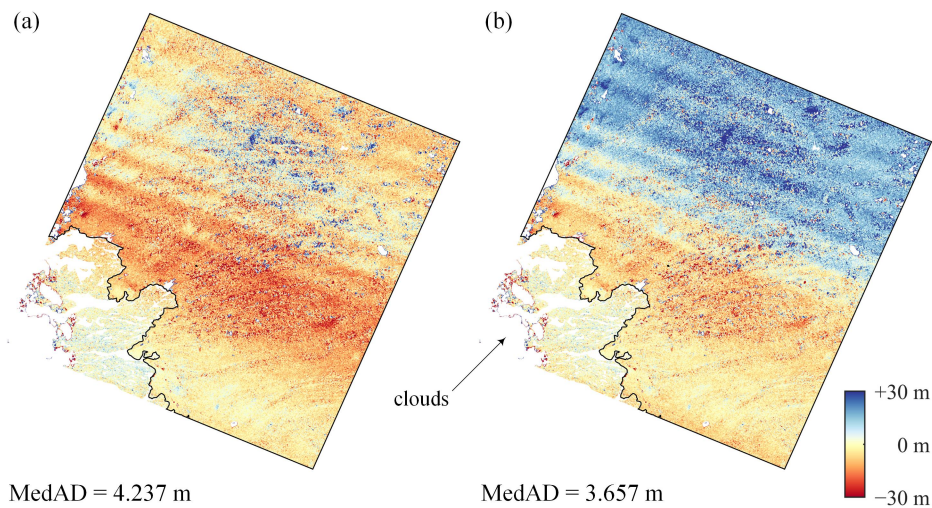 (a)
(b)
clouds
+30 m
0 m
−30 m
MedAD = 4.237 m
MedAD = 3.657 m